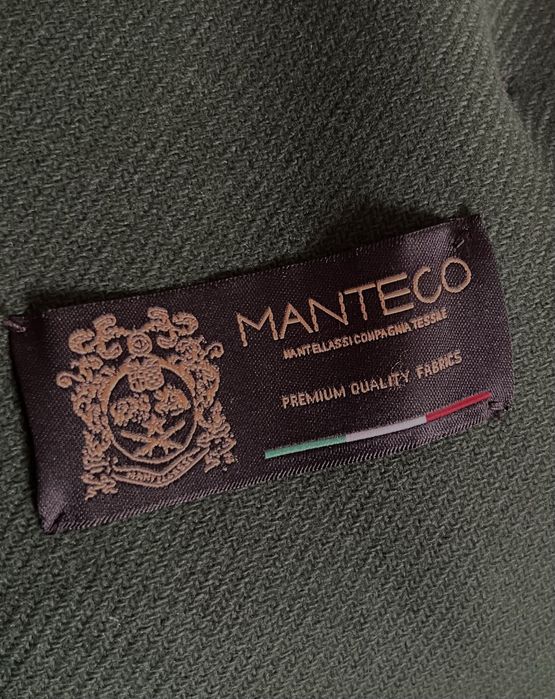 MANTECO
MANTELLASSI COMPAGNIA TESSILE
PREMIUM QUALITY FABRICS